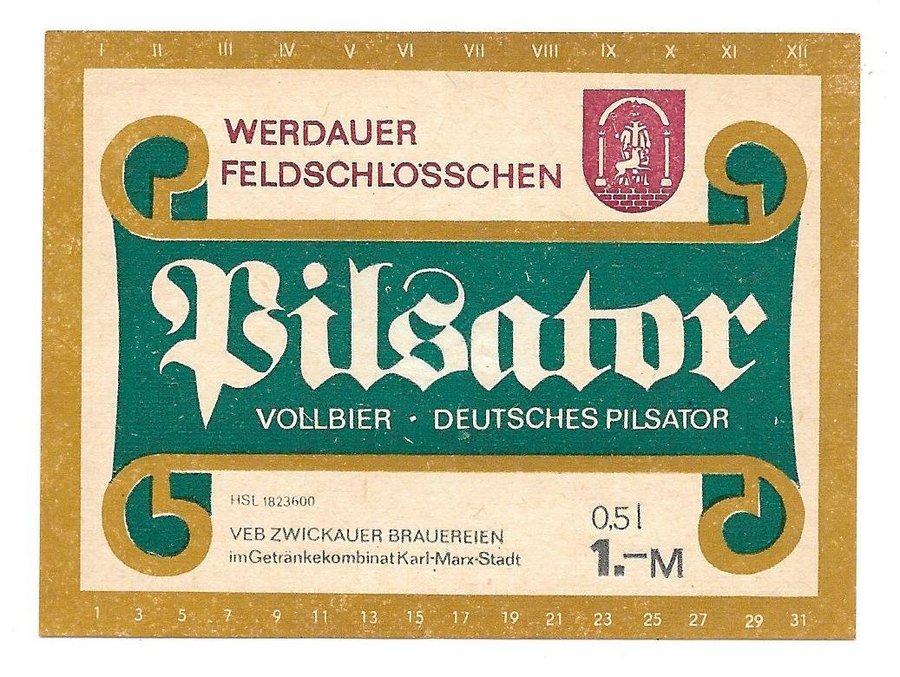 I II III IV V VI VII VIII IX X XI XII
WERDAUER
FELDSCHLÖSSCHEN
Pilsator
VOLLBIER · DEUTSCHES PILSATOR
HSL 1823600
VEB ZWICKAUER BRAUEREIEN
im Getränkekombinat Karl-Marx-Stadt
0,5 l
1.–M
1 3 5 7 9 11 13 15 17 19 21 23 25 27 29 31